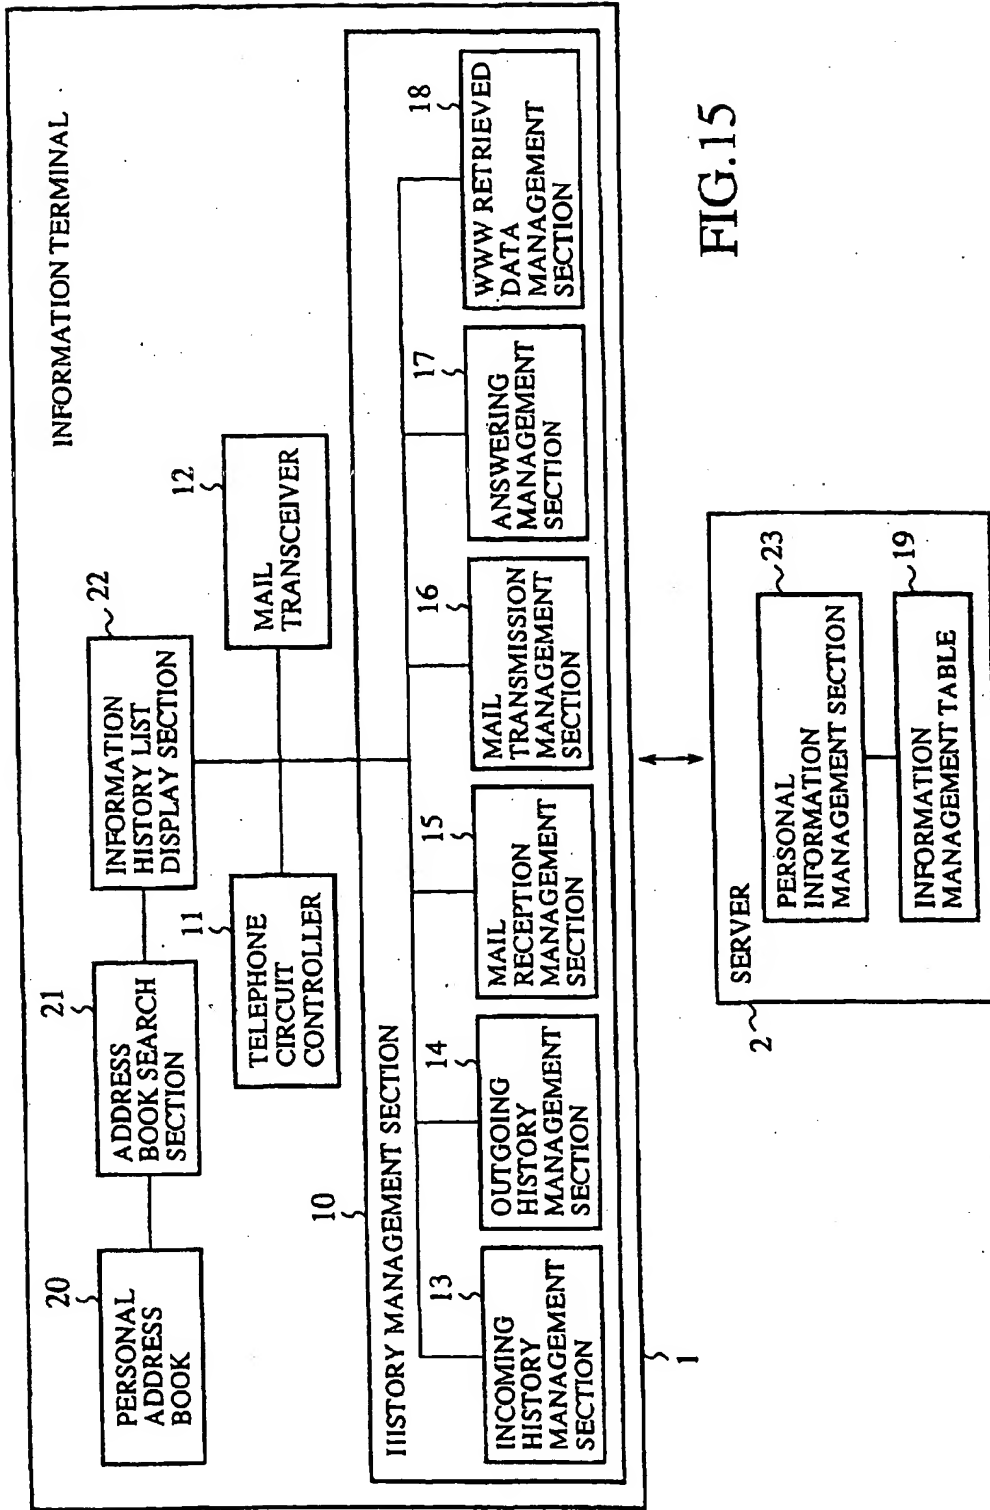 INFORMATION TERMINAL
20
PERSONAL
ADDRESS
BOOK
21
ADDRESS
BOOK SEARCH
SECTION
22
INFORMATION
HISTORY LIST
DISPLAY SECTION
11
TELEPHONE
CIRCUIT
CONTROLLER
12
MAIL
TRANSCEIVER
10
HISTORY MANAGEMENT SECTION
13
INCOMING
HISTORY
MANAGEMENT
SECTION
14
OUTGOING
HISTORY
MANAGEMENT
SECTION
15
MAIL
RECEPTION
MANAGEMENT
SECTION
16
MAIL
TRANSMISSION
MANAGEMENT
SECTION
17
ANSWERING
MANAGEMENT
SECTION
18
WWW RETRIEVED
DATA
MANAGEMENT
SECTION
1
2
SERVER
23
PERSONAL
INFORMATION
MANAGEMENT SECTION
19
INFORMATION
MANAGEMENT TABLE
FIG.15